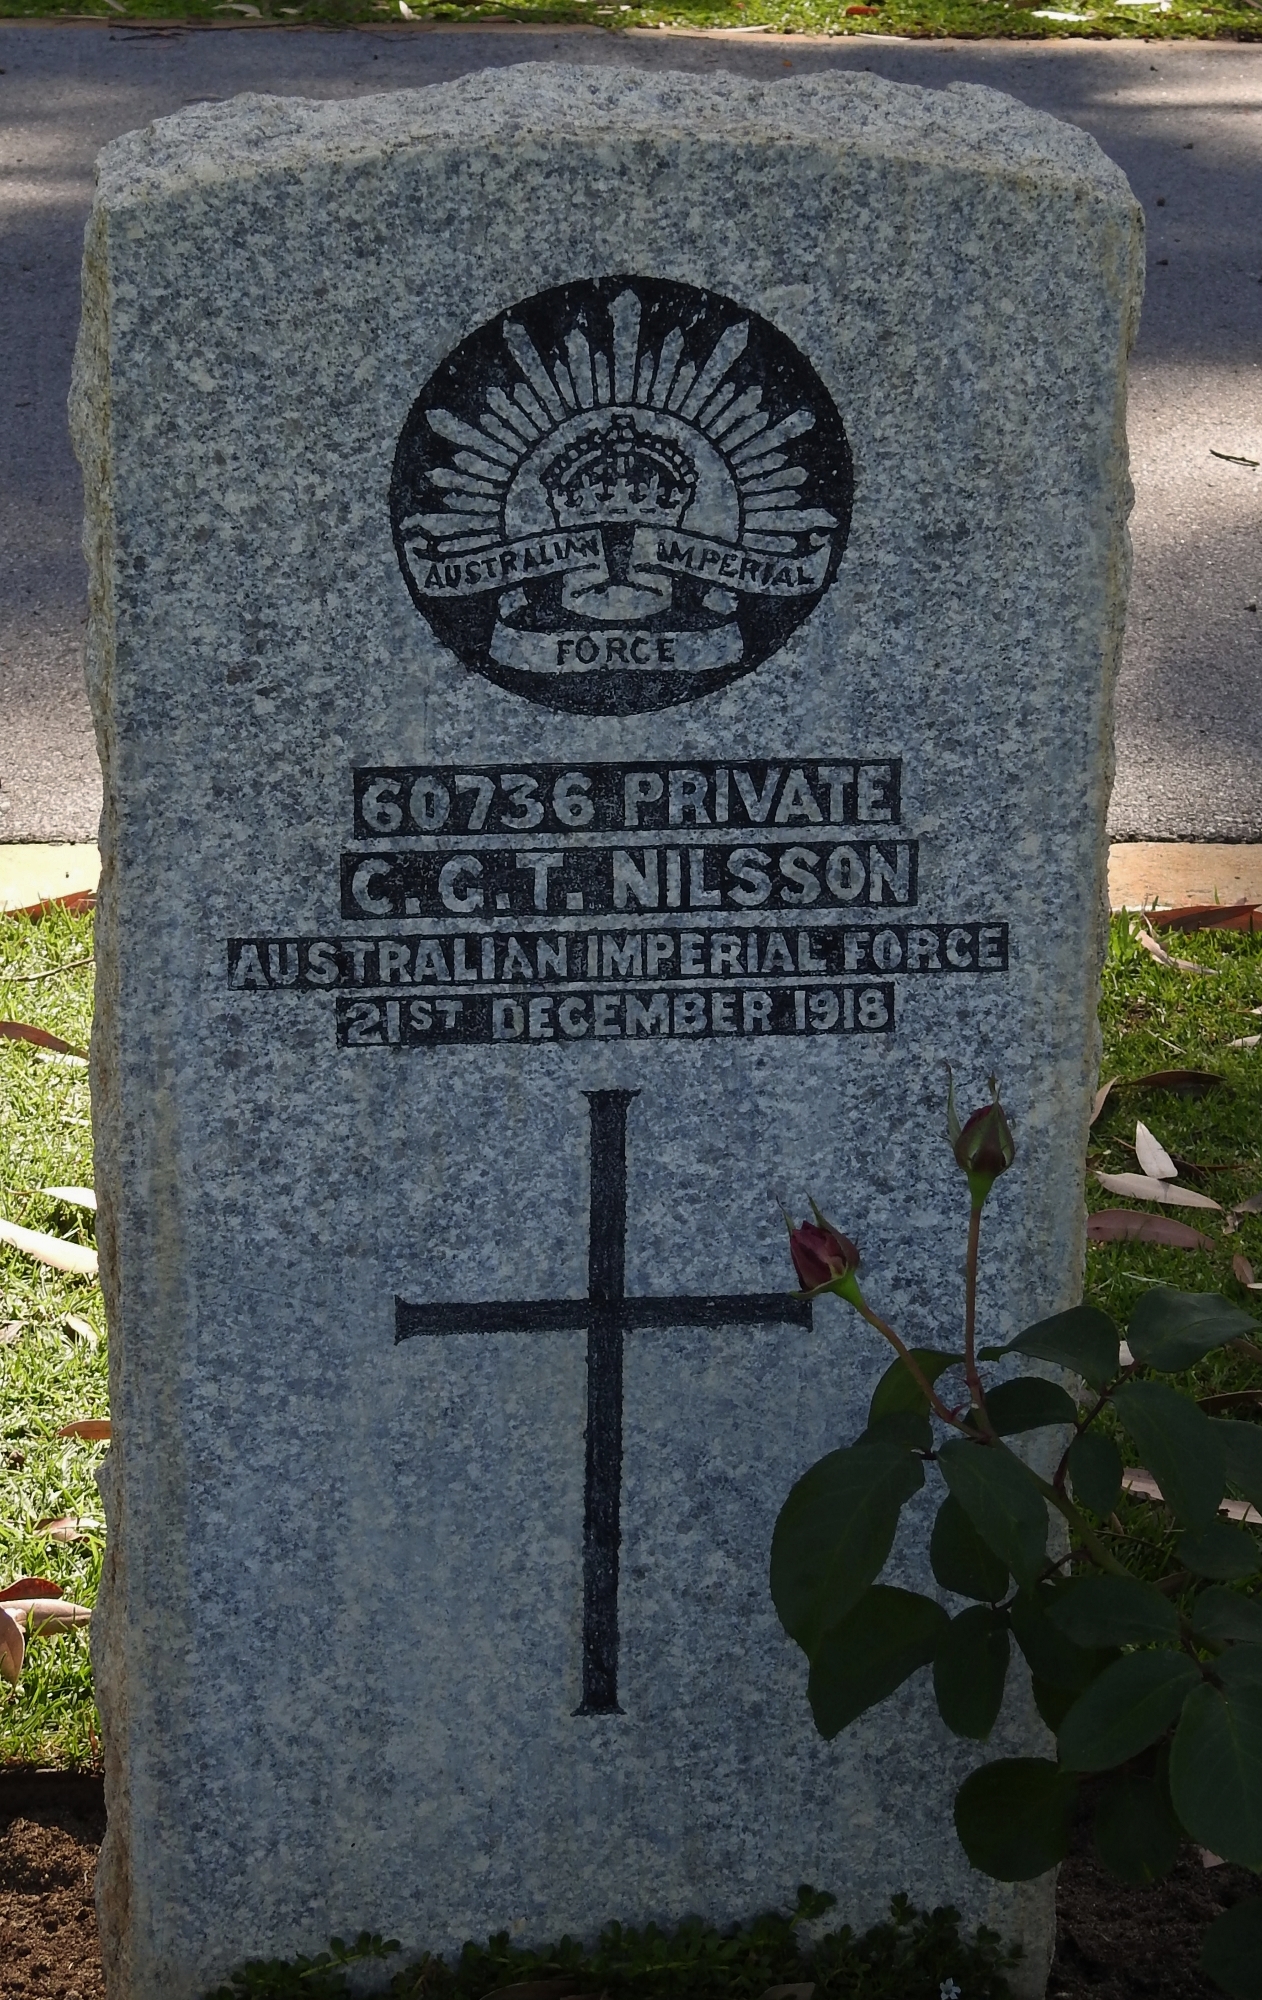 AUSTRALIAN IMPERIAL
FORCE
60736 PRIVATE
C. G. T. NILSSON
AUSTRALIAN IMPERIAL FORCE
21ST DECEMBER 1918